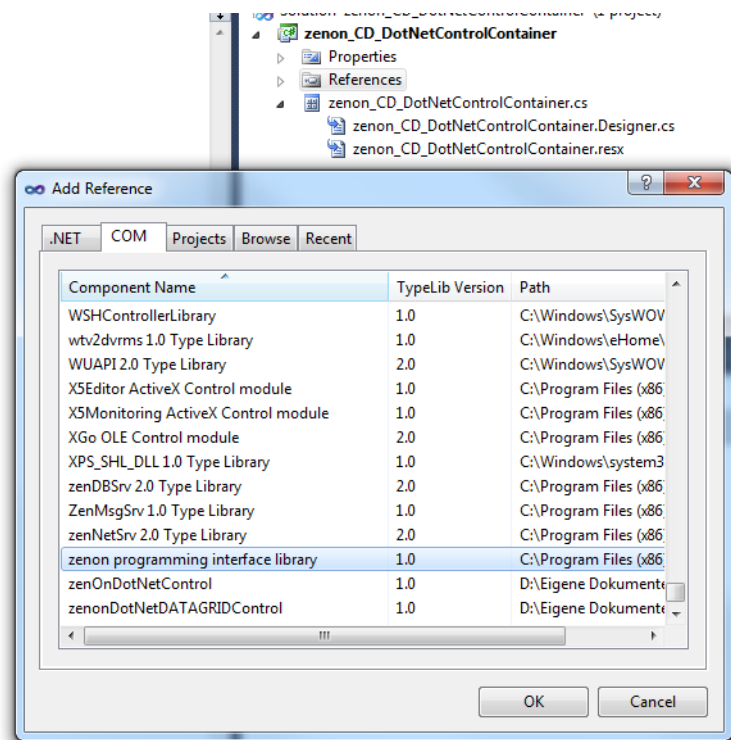 zenon_CD_DotNetControlContainer
Properties
References
zenon_CD_DotNetControlContainer.cs
zenon_CD_DotNetControlContainer.Designer.cs
zenon_CD_DotNetControlContainer.resx
Add Reference
.NET COM Projects Browse Recent
Component Name TypeLib Version Path
WSHControllerLibrary 1.0 C:\Windows\SysWOV
wtv2dvrms 1.0 Type Library 1.0 C:\Windows\eHome\
WUAPI 2.0 Type Library 2.0 C:\Windows\SysWOV
X5Editor ActiveX Control module 1.0 C:\Program Files (x86
X5Monitoring ActiveX Control module 1.0 C:\Program Files (x86
XGo OLE Control module 2.0 C:\Program Files (x86
XPS_SHL_DLL 1.0 Type Library 1.0 C:\Windows\system3
zenDBSrv 2.0 Type Library 2.0 C:\Program Files (x86
ZenMsgSrv 1.0 Type Library 1.0 C:\Program Files (x86
zenNetSrv 2.0 Type Library 2.0 C:\Program Files (x86
zenon programming interface library 1.0 C:\Program Files (x86
zenOnDotNetControl 1.0 D:\Eigene Dokumente
zenonDotNetDATAGRIDControl 1.0 D:\Eigene Dokumente
OK Cancel